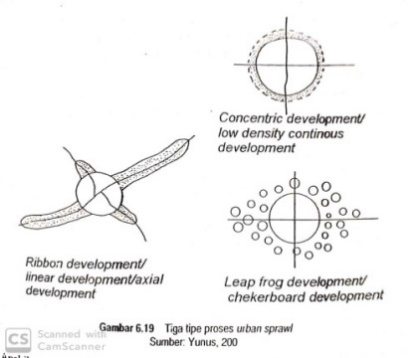 Concentric development/
low density continous
development
Ribbon development/
linear development/axial
development
Leap frog development/
chekerboard development
Gambar 6.19 Tiga tipe proses urban sprawl
Sumber: Yunus, 200
CS Scanned with
CamScanner